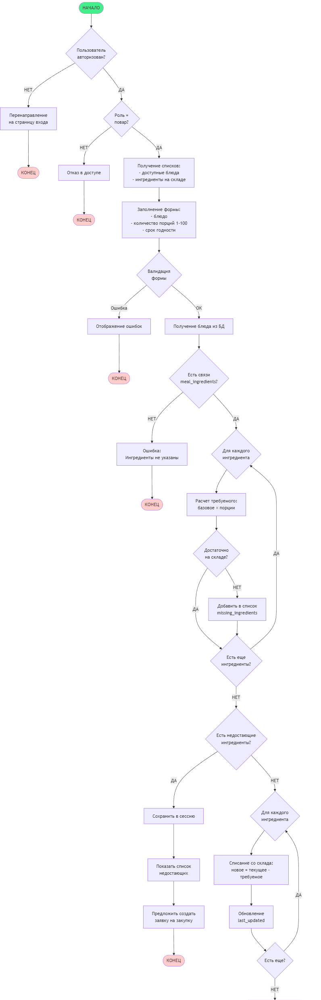 НАЧАЛО
Пользователь
авторизован?
НЕТ
ДА
Перенаправление
на страницу входа
Роль =
повар?
НЕТ
ДА
КОНЕЦ
Отказ в доступе
Получение списков:
- доступные блюда
- ингредиенты на складе
КОНЕЦ
Заполнение формы:
- блюдо
- количество порций 1-100
- срок годности
Валидация
формы
Ошибка
ОК
Отображение ошибок
Получение блюда из БД
КОНЕЦ
Есть связи
meal_ingredients?
НЕТ
ДА
Ошибка:
Ингредиенты не указаны
Для каждого
ингредиента
КОНЕЦ
Расчет требуемого:
базовое × порции
Достаточно
на складе?
ДА
НЕТ
ДА
Добавить в список
missing_ingredients
Есть еще
ингредиенты?
НЕТ
Есть недостающие
ингредиенты?
ДА
НЕТ
Сохранить в сессию
Для каждого
ингредиента
Показать список
недостающих
Списание со склада:
новое = текущее -
требуемое
ДА
Предложить создать
заявку на закупку
Обновление
last_updated
КОНЕЦ
Есть еще?
НЕТ